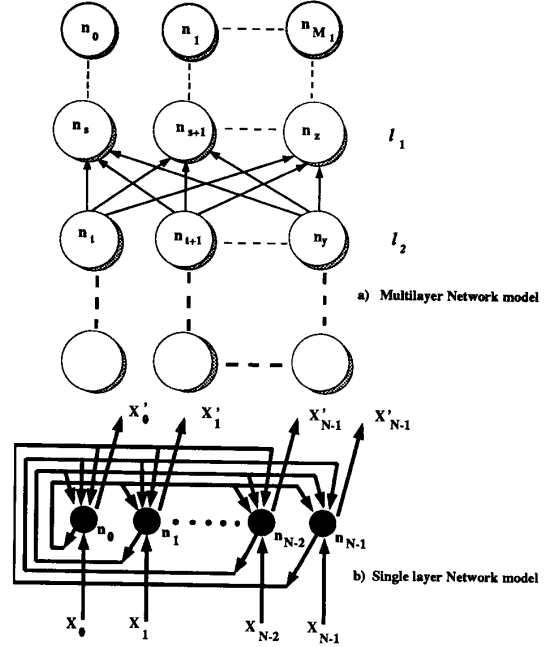 n0 n1 nM1
ns ns+1 nz l1
nt nt+1 ny l2
a) Multilayer Network model
X'0 X'1 X'N-1 X'N-1
n0 n1 nN-2 nN-1
b) Single layer Network model
X0 X1 XN-2 XN-1